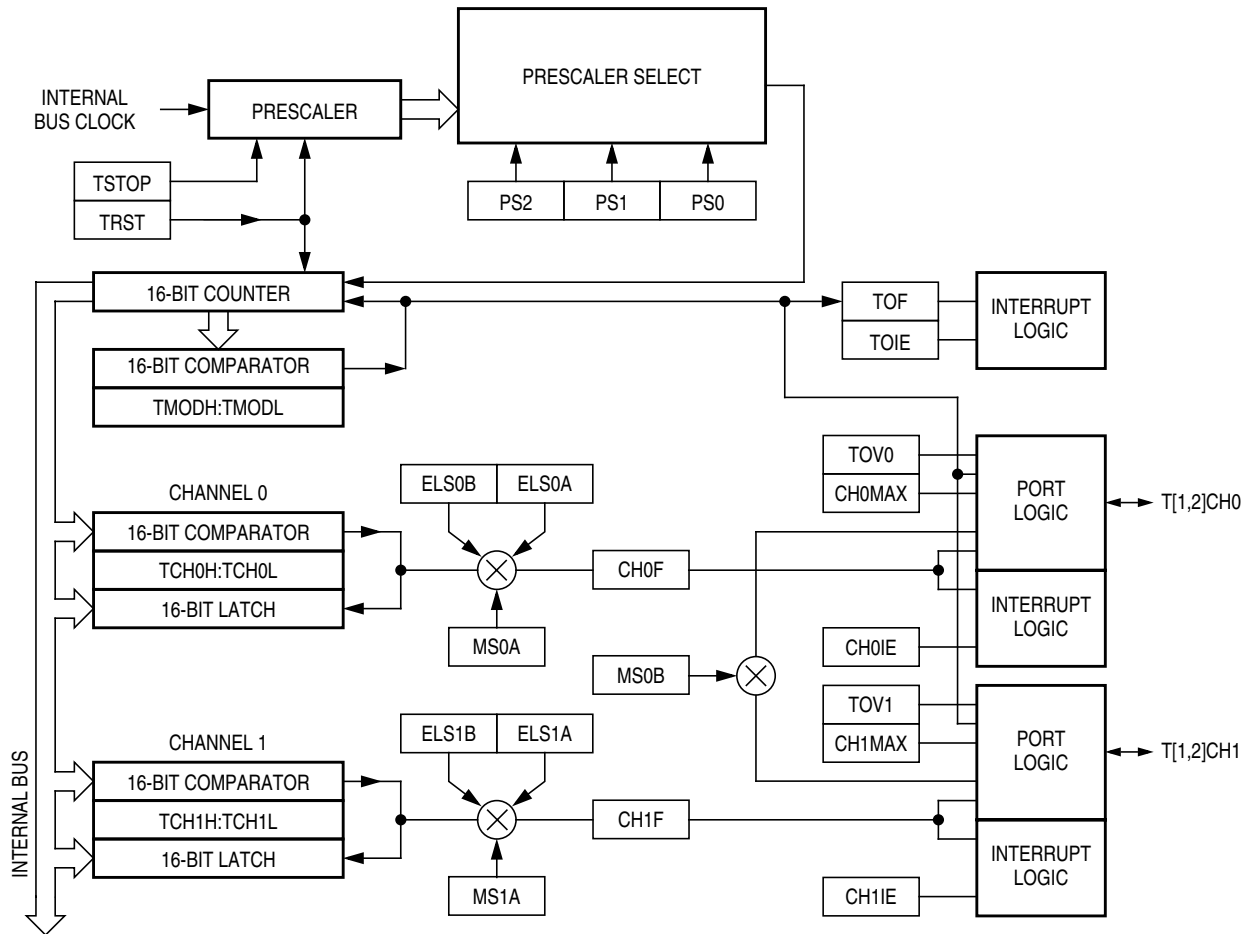 PRESCALER SELECT
INTERNAL
BUS CLOCK
PRESCALER
TSTOP
TRST
PS2
PS1
PS0
16-BIT COUNTER
16-BIT COMPARATOR
TMODH:TMODL
TOF
TOIE
INTERRUPT
LOGIC
CHANNEL 0
16-BIT COMPARATOR
TCH0H:TCH0L
16-BIT LATCH
ELS0B
ELS0A
MS0A
CH0F
TOV0
CH0MAX
PORT
LOGIC
T[1,2]CH0
INTERRUPT
LOGIC
CH0IE
MS0B
CHANNEL 1
16-BIT COMPARATOR
TCH1H:TCH1L
16-BIT LATCH
ELS1B
ELS1A
MS1A
CH1F
TOV1
CH1MAX
PORT
LOGIC
T[1,2]CH1
INTERRUPT
LOGIC
CH1IE
INTERNAL BUS